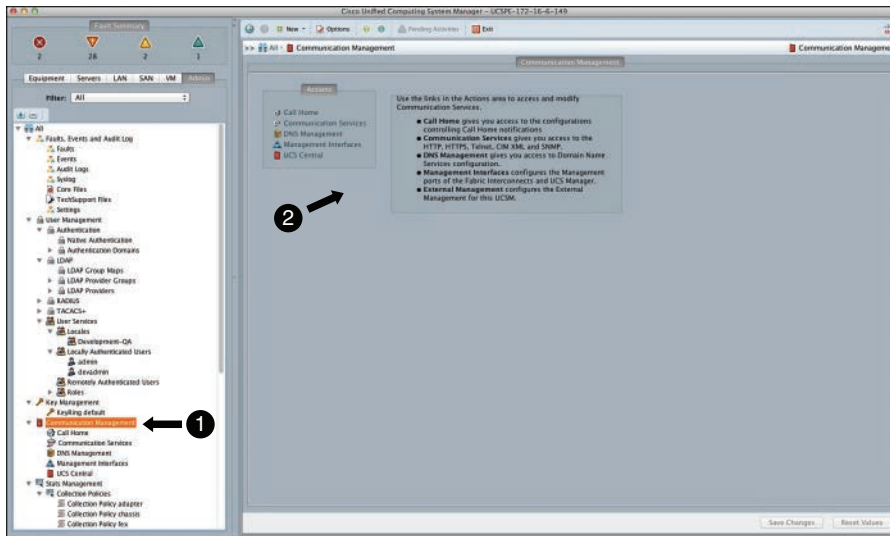 Cisco Unified Computing System Manager - UCSPE-172-16-6-149
Fault Summary
2 28 2 1
New Options Pending Activities Exit
>> All Communication Management
Communication Manageme
Equipment Servers LAN SAN VM Admin
Filter: All
All
Faults, Events and Audit Log
Faults
Events
Audit Logs
Syslog
Core Files
TechSupport Files
Settings
User Management
Authentication
Native Authentication
Authentication Domains
LDAP
LDAP Group Maps
LDAP Provider Groups
LDAP Providers
RADIUS
TACACS+
User Services
Locales
Development-QA
Locally Authenticated Users
admin
devadmin
Remotely Authenticated Users
Roles
Key Management
KeyRing default
Communication Management
Call Home
Communication Services
DNS Management
Management Interfaces
UCS Central
Stats Management
Collection Policies
Collection Policy adapter
Collection Policy chassis
Collection Policy fex
1
Communication Management
Actions
Call Home
Communication Services
DNS Management
Management Interfaces
UCS Central
2
Use the links in the Actions area to access and modify
Communication Services.
• Call Home gives you access to the configurations
controlling Call Home notifications
• Communication Services gives you access to the
HTTP, HTTPS, Telnet, CIM XML and SNMP.
• DNS Management gives you access to Domain Name
Services configuration.
• Management Interfaces configures the Management
ports of the Fabric Interconnects and UCS Manager.
• External Management configures the External
Management for this UCSM.
Save Changes Reset Values